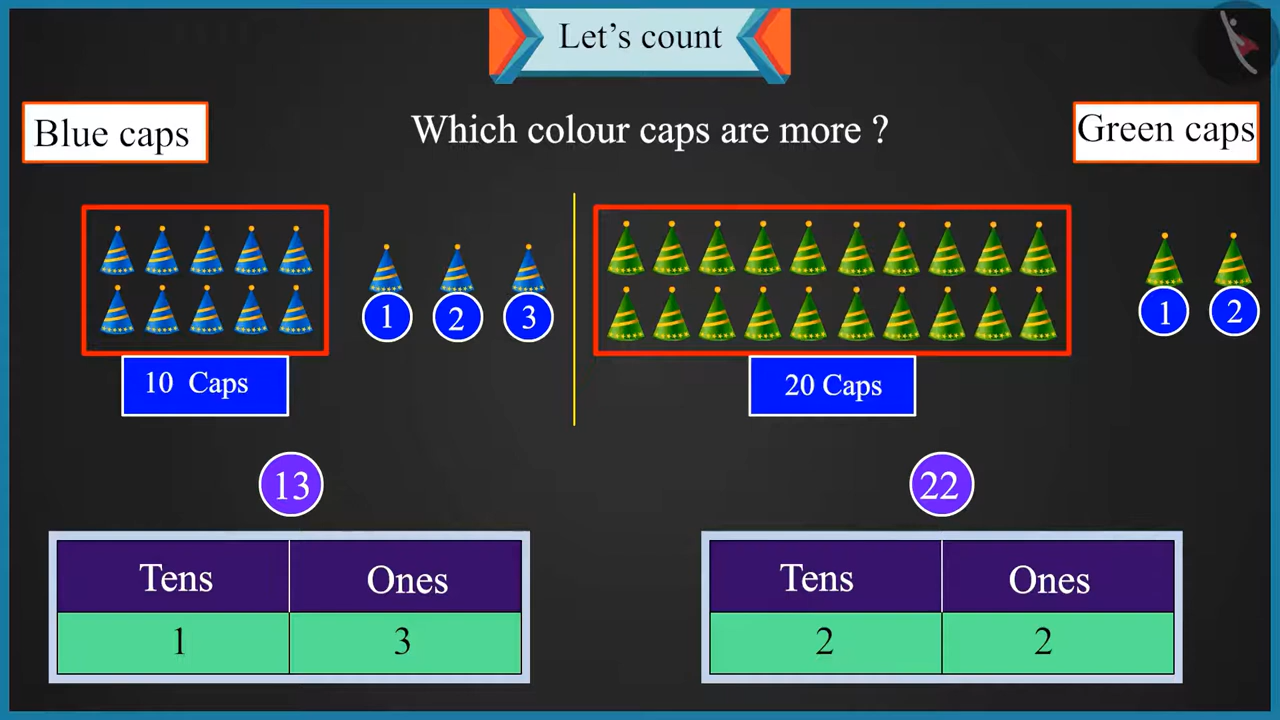 Let's count
Blue caps
Which colour caps are more ?
Green caps
1 2 3
1 2
10 Caps
20 Caps
13
22
Tens Ones
1 3
Tens Ones
2 2